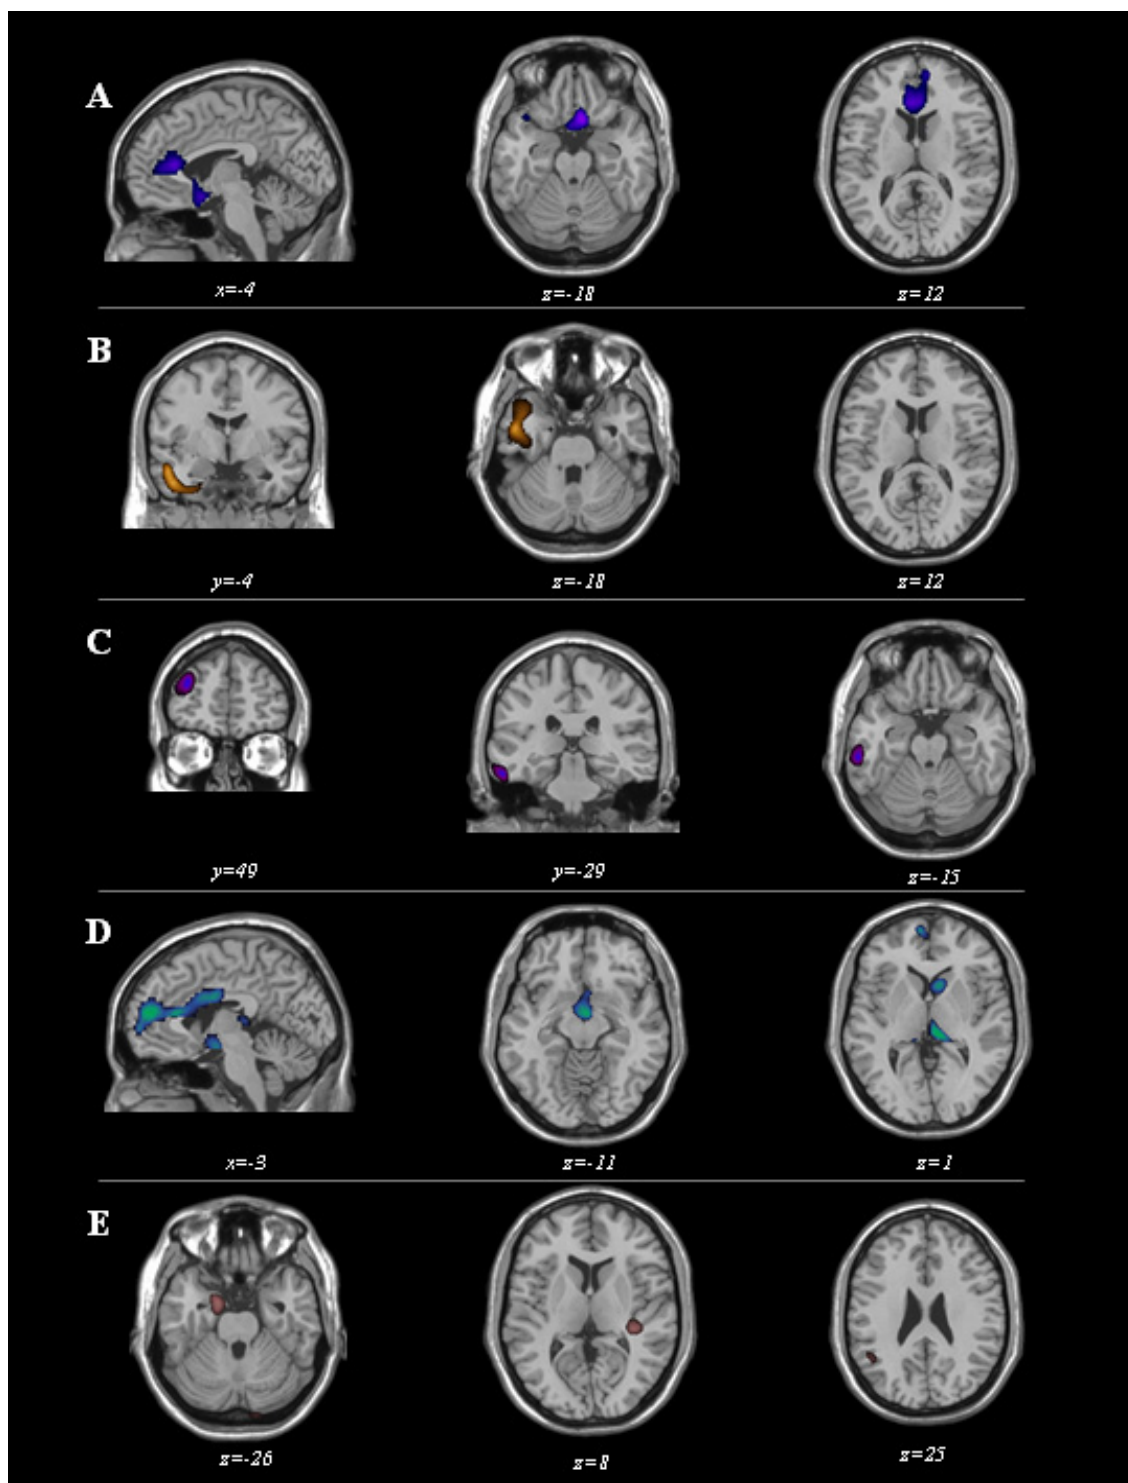 A
x=-4
z=-18
z=12
B
y=-4
z=-18
z=12
C
y=49
y=-29
z=-15
D
x=-3
z=-11
z=1
E
z=-26
z=8
z=25